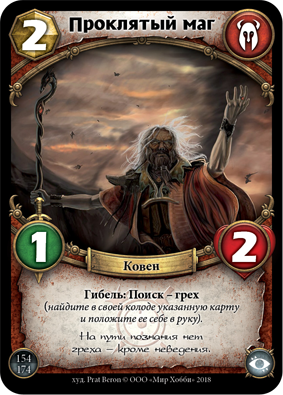 2
Проклятый маг
1
2
Ковен
Гибель: Поиск – грех
(найдите в своей колоде указанную карту
и положите ее себе в руку).
На пути познания нет
греха – кроме неведения.
154
174
худ. Prat Beron © ООО «Мир Хобби» 2018